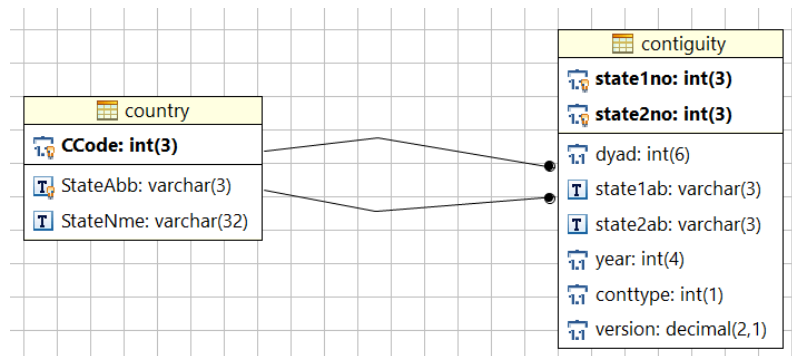 country
CCode: int(3)
StateAbb: varchar(3)
StateNme: varchar(32)
contiguity
state1no: int(3)
state2no: int(3)
dyad: int(6)
state1ab: varchar(3)
state2ab: varchar(3)
year: int(4)
conttype: int(1)
version: decimal(2,1)